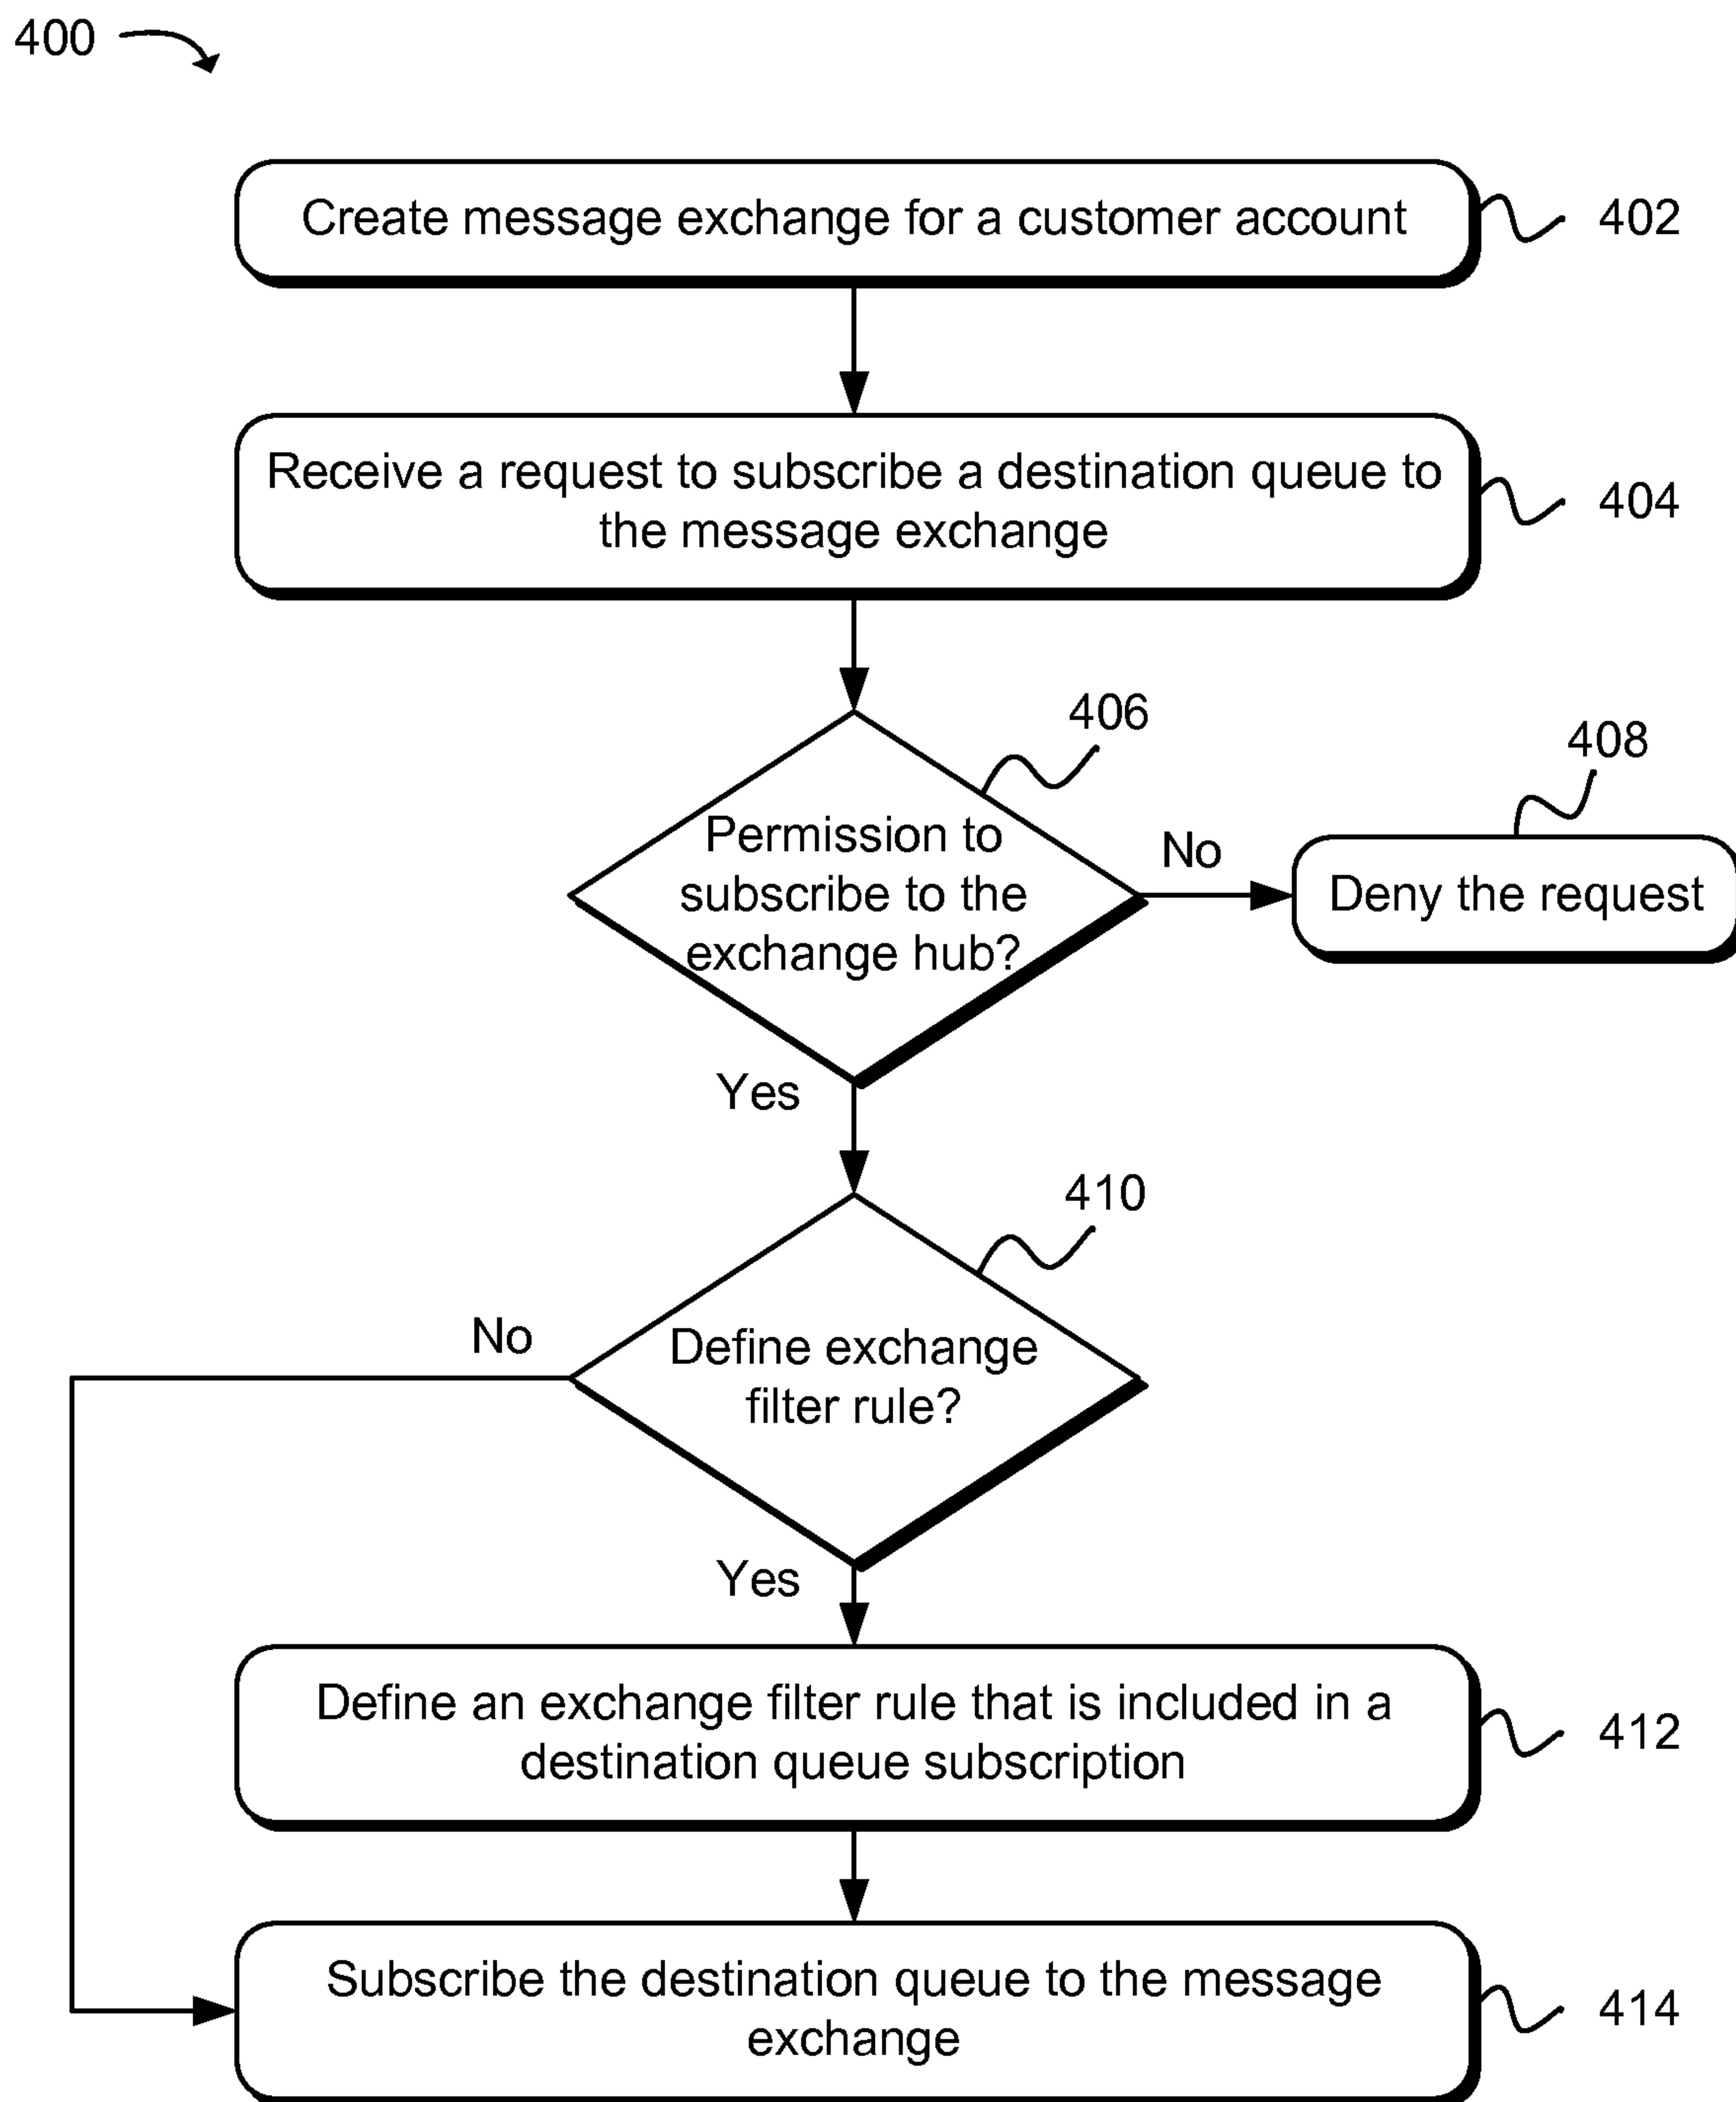 400
Create message exchange for a customer account
402
Receive a request to subscribe a destination queue to
the message exchange
404
406
408
Permission to
subscribe to the
exchange hub?
No
Deny the request
Yes
410
No
Define exchange
filter rule?
Yes
Define an exchange filter rule that is included in a
destination queue subscription
412
Subscribe the destination queue to the message
exchange
414